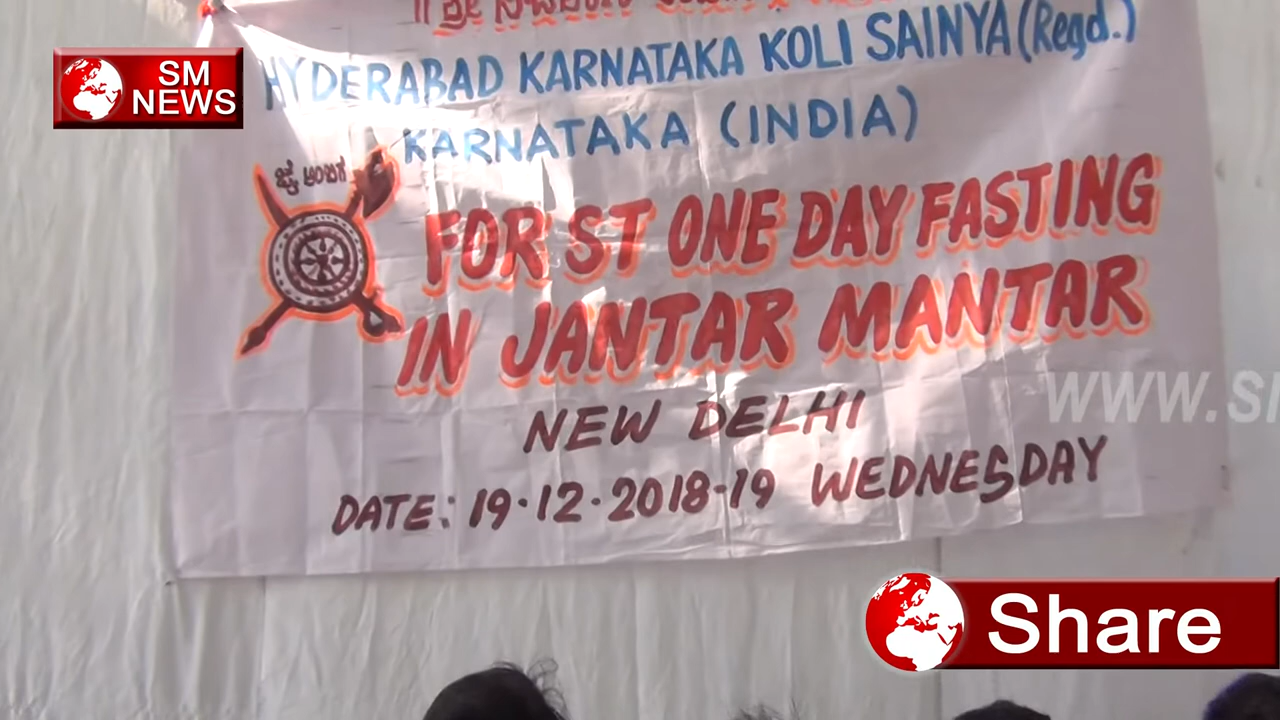 SM
NEWS
HYDERABAD KARNATAKA KOLI SAINYA (Regd.)
KARNATAKA (INDIA)
ಜೈ ಅಂಬಿಗ
FOR ST ONE DAY FASTING
IN JANTAR MANTAR
NEW DELHI
DATE: 19-12-2018-19 WEDNESDAY
www.s
Share